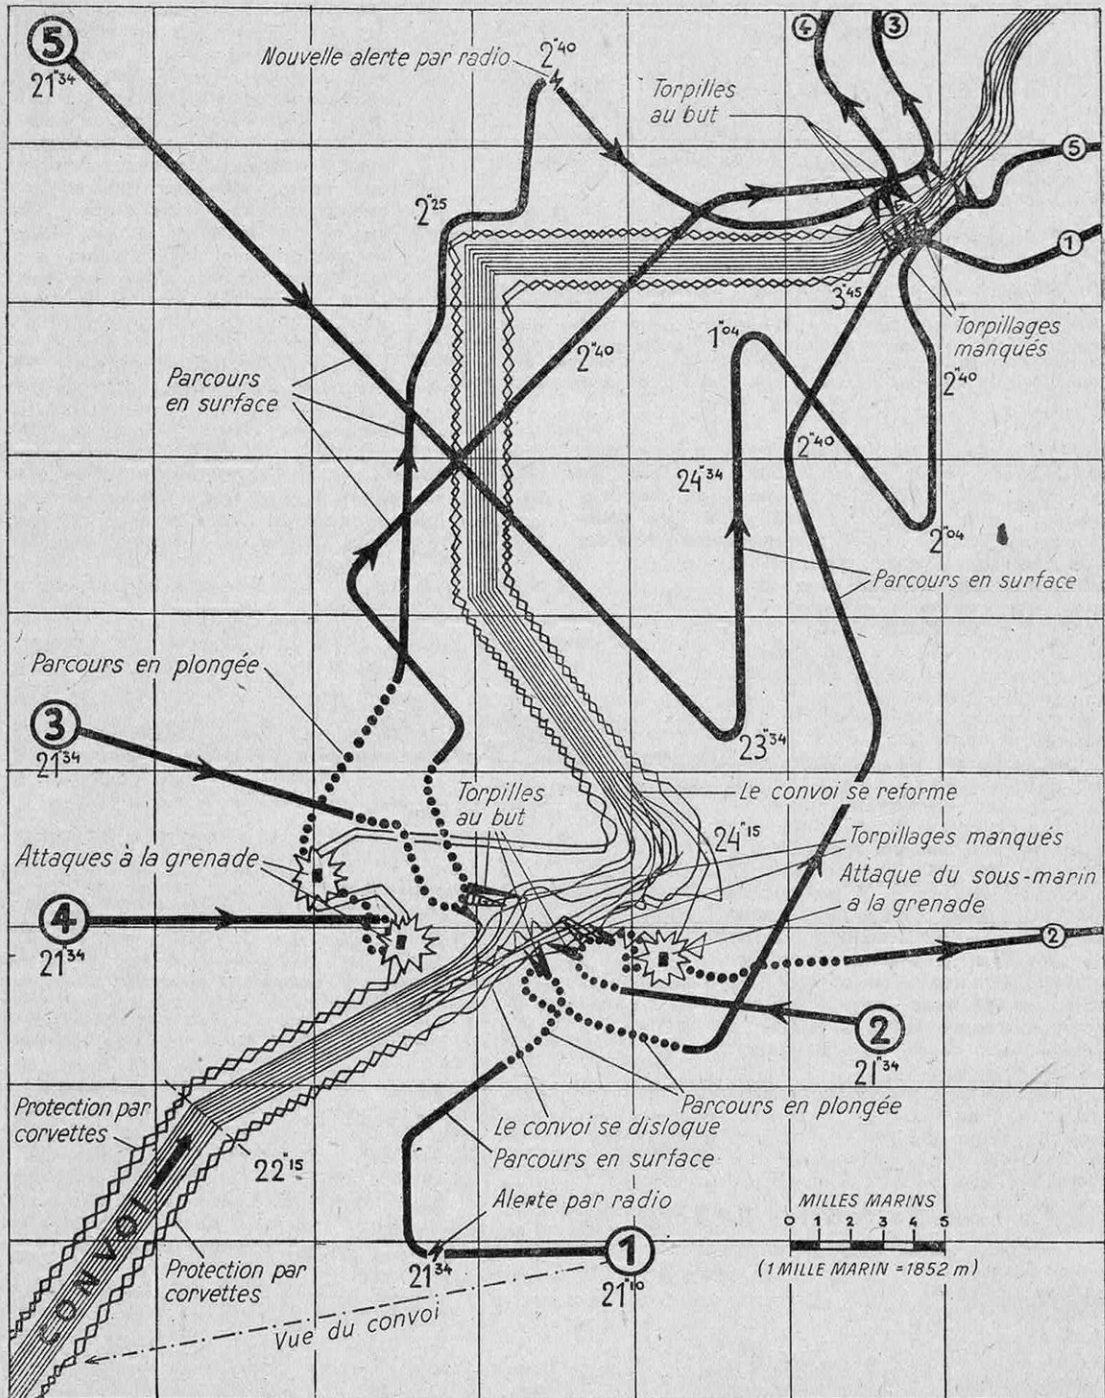 5
21ʰ34
Nouvelle alerte par radio
2ʰ40
4
3
Torpilles
au but
5
2ʰ25
1
3ʰ45
Torpillages
manqués
1ʰ04
2ʰ40
2ʰ40
Parcours
en surface
2ʰ40
24ʰ34
2ʰ04
Parcours en surface
Parcours en plongée
3
21ʰ34
23ʰ34
Torpilles
au but
Le convoi se reforme
24ʰ15
Torpillages manqués
Attaques à la grenade
Attaque du sous-marin
a la grenade
4
21ʰ34
2
2
21ʰ34
Protection par
corvettes
Parcours en plongée
Le convoi se disloque
Parcours en surface
22ʰ15
Alerte par radio
MILLES MARINS
0 1 2 3 4 5
(1 MILLE MARIN = 1852 m)
CONVOI
Protection par
corvettes
21ʰ34
1
21ʰ10
Vue du convoi